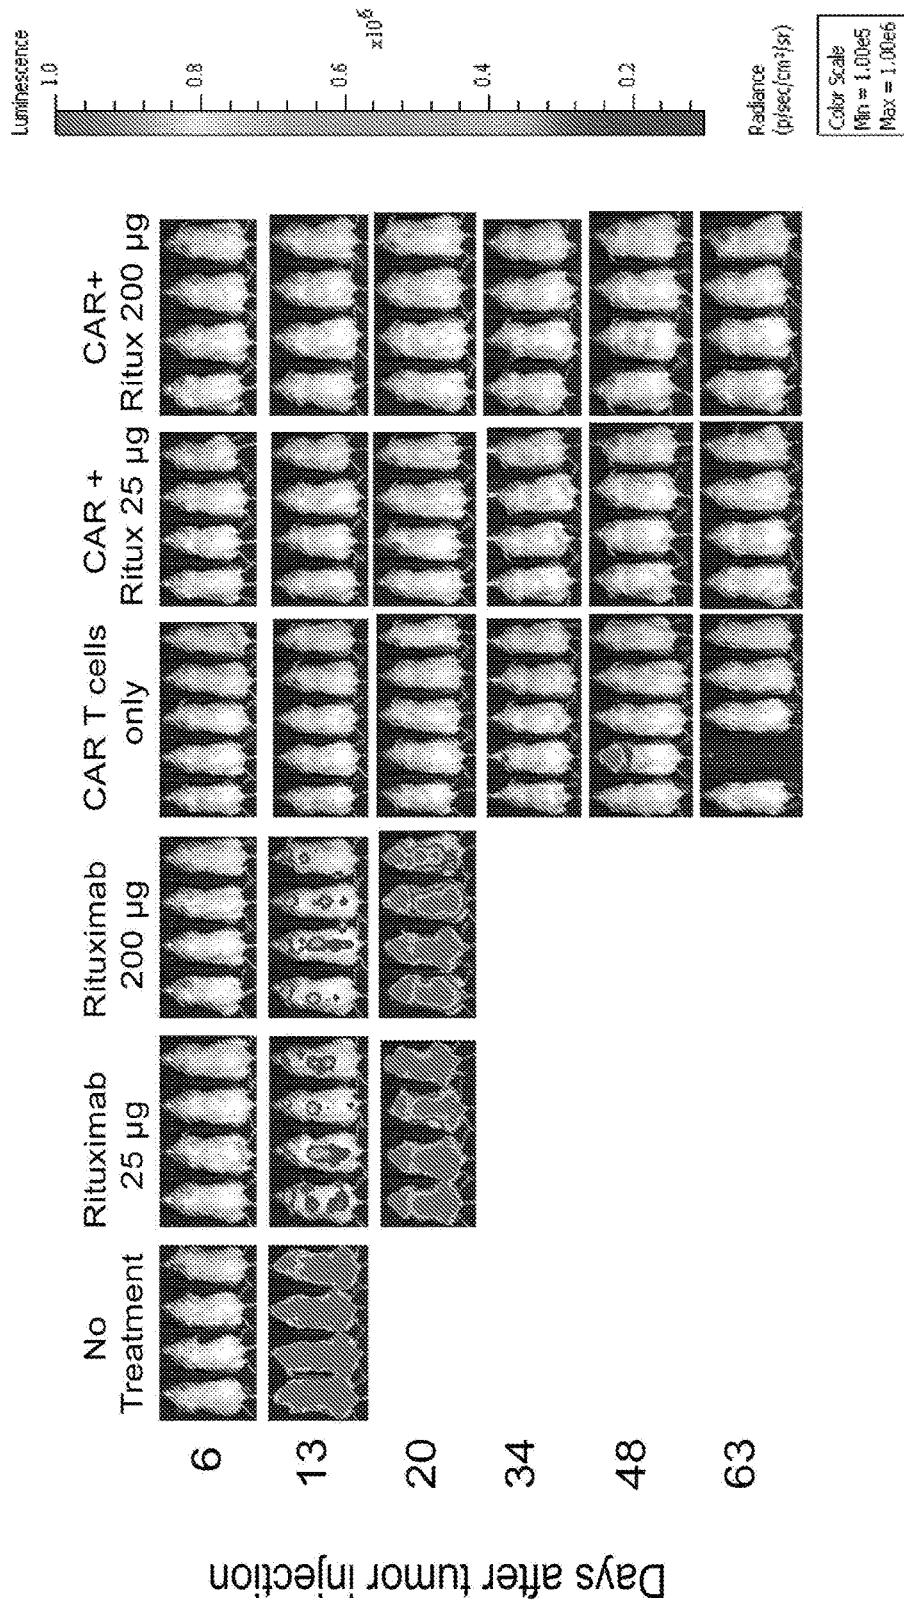 No
Treatment
Rituximab
25 µg
Rituximab
200 µg
CAR T cells
only
CAR +
Ritux 25 µg
CAR+
Ritux 200 µg
Days after tumor injection
6
13
20
34
48
63
Luminescence
1.0
0.8
0.6
x10⁶
0.4
0.2
Radiance
(p/sec/cm²/sr)
Color Scale
Min = 1.00e5
Max = 1.00e6